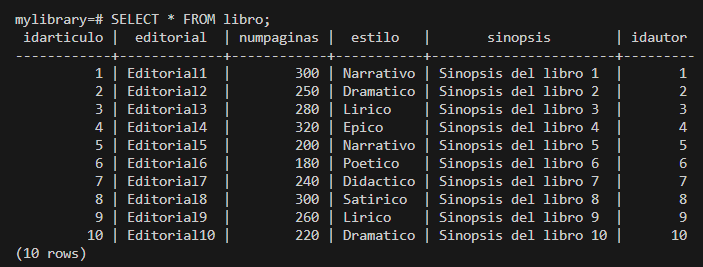 mylibrary=# SELECT * FROM libro;
 idarticulo |  editorial  | numpaginas |  estilo   |      sinopsis        | idautor
------------+-------------+------------+-----------+----------------------+---------
          1 | Editorial1  |        300 | Narrativo | Sinopsis del libro 1  |       1
          2 | Editorial2  |        250 | Dramatico | Sinopsis del libro 2  |       2
          3 | Editorial3  |        280 | Lirico    | Sinopsis del libro 3  |       3
          4 | Editorial4  |        320 | Epico     | Sinopsis del libro 4  |       4
          5 | Editorial5  |        200 | Narrativo | Sinopsis del libro 5  |       5
          6 | Editorial6  |        180 | Poetico   | Sinopsis del libro 6  |       6
          7 | Editorial7  |        240 | Didactico | Sinopsis del libro 7  |       7
          8 | Editorial8  |        300 | Satirico  | Sinopsis del libro 8  |       8
          9 | Editorial9  |        260 | Lirico    | Sinopsis del libro 9  |       9
         10 | Editorial10 |        220 | Dramatico | Sinopsis del libro 10 |      10
(10 rows)